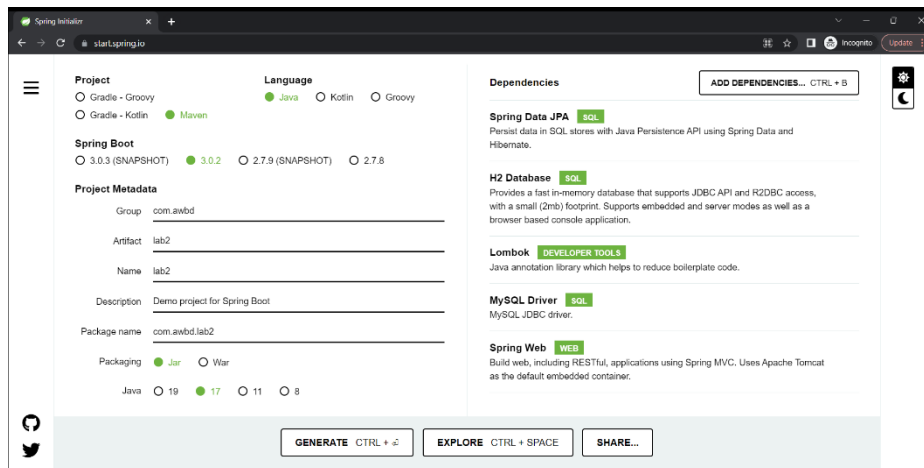 Spring Initializr
start.spring.io
Incognito
Update
Project
Gradle - Groovy
Gradle - Kotlin Maven
Language
Java Kotlin Groovy
Spring Boot
3.0.3 (SNAPSHOT) 3.0.2 2.7.9 (SNAPSHOT) 2.7.8
Project Metadata
Group com.awbd
Artifact lab2
Name lab2
Description Demo project for Spring Boot
Package name com.awbd.lab2
Packaging Jar War
Java 19 17 11 8
Dependencies
ADD DEPENDENCIES... CTRL + B
Spring Data JPA SQL
Persist data in SQL stores with Java Persistence API using Spring Data and
Hibernate.
H2 Database SQL
Provides a fast in-memory database that supports JDBC API and R2DBC access,
with a small (2mb) footprint. Supports embedded and server modes as well as a
browser based console application.
Lombok DEVELOPER TOOLS
Java annotation library which helps to reduce boilerplate code.
MySQL Driver SQL
MySQL JDBC driver.
Spring Web WEB
Build web, including RESTful, applications using Spring MVC. Uses Apache Tomcat
as the default embedded container.
GENERATE CTRL + ⏎
EXPLORE CTRL + SPACE
SHARE...